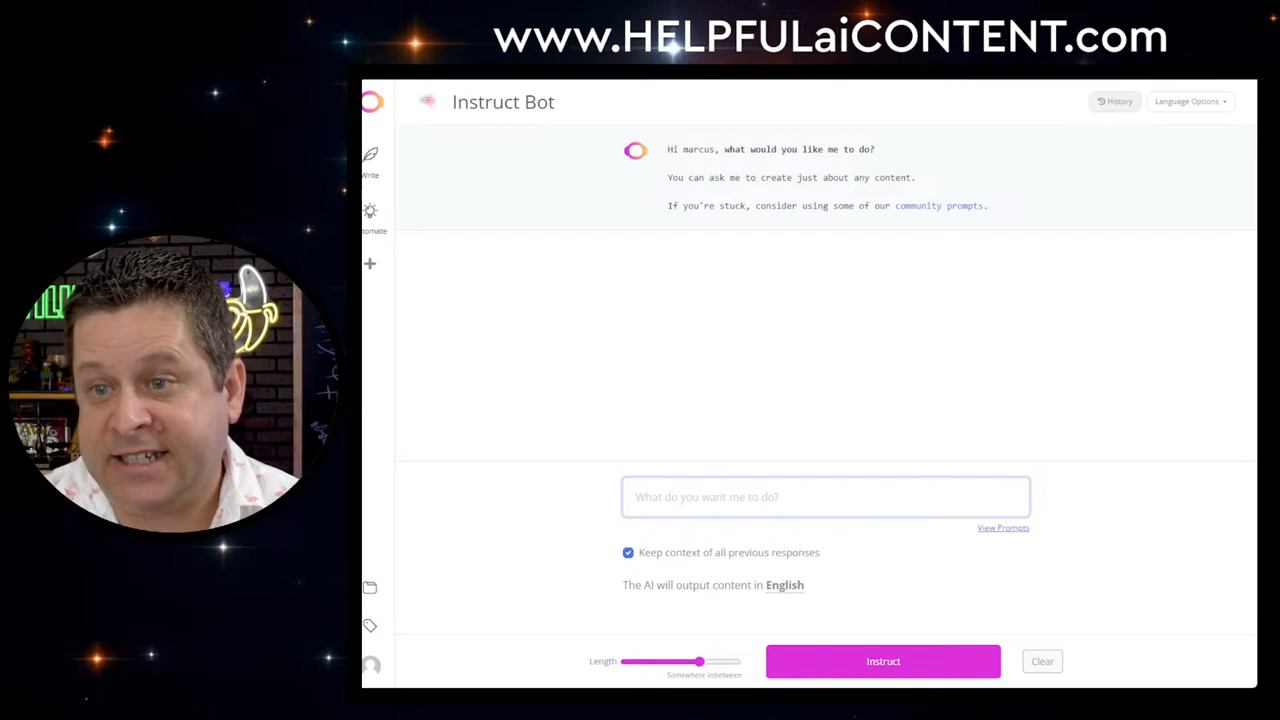 www.HELPFULaiCONTENT.com
Instruct Bot
History
Language Options
Hi marcus, what would you like me to do?
You can ask me to create just about any content.
If you're stuck, consider using some of our community prompts.
Write
tomate
What do you want me to do?
View Prompts
Keep context of all previous responses
The AI will output content in English
Length
Somewhere inbetween
Instruct
Clear